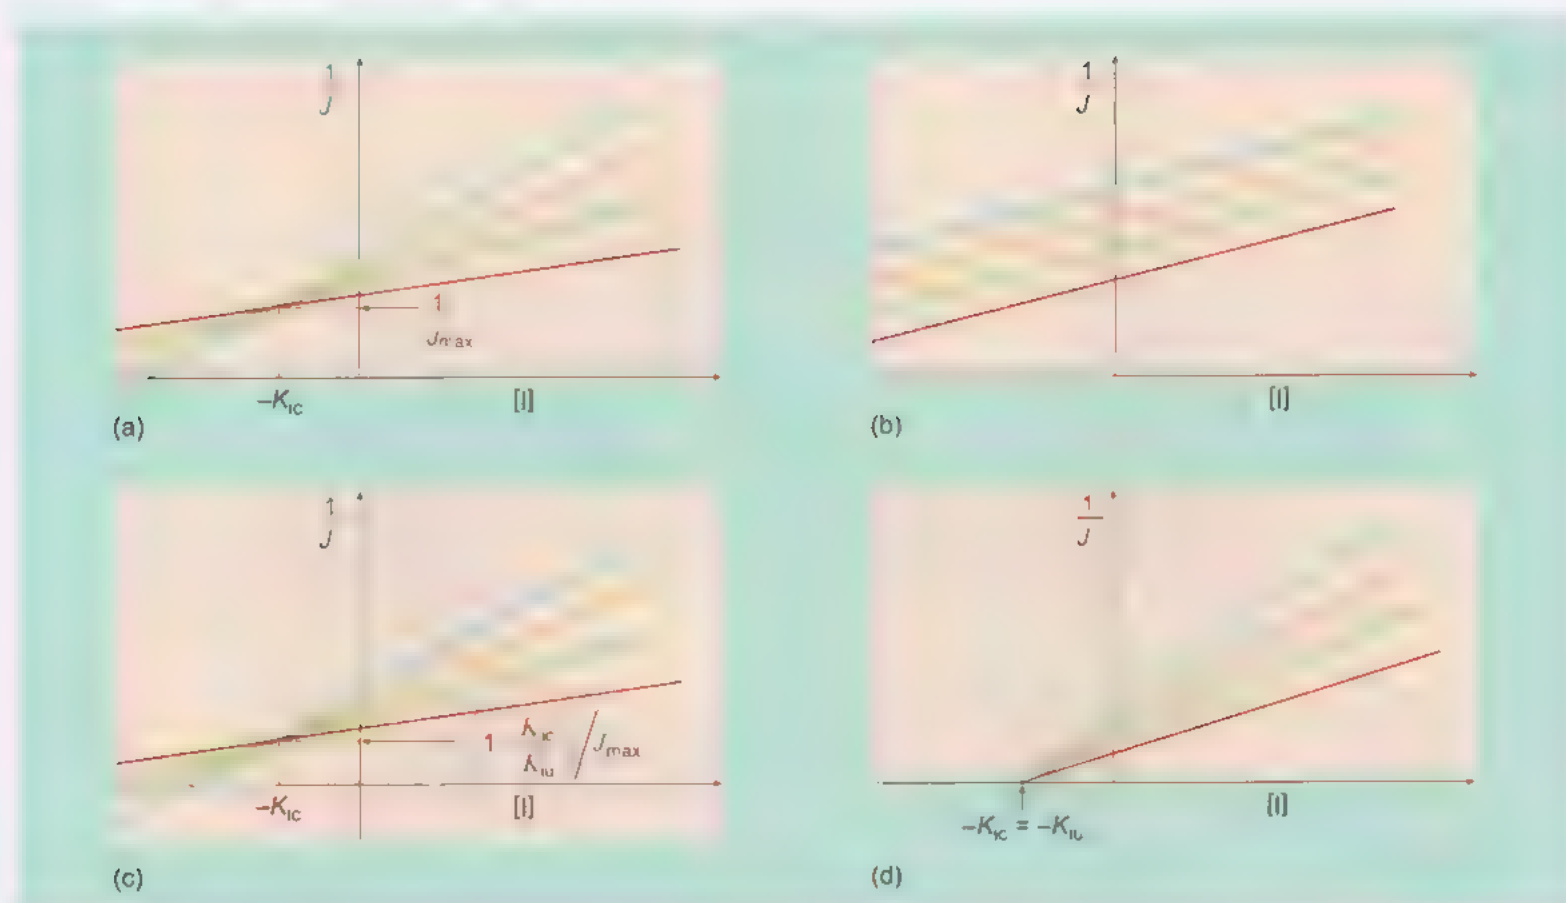 1
J
1
Jmax
–Kic
[I]
(a)
1
J
[I]
(b)
1
J
1 Kic
Kiu
/ Jmax
–Kic
[I]
(c)
1
J
[I]
–Kic = –Kiu
(d)